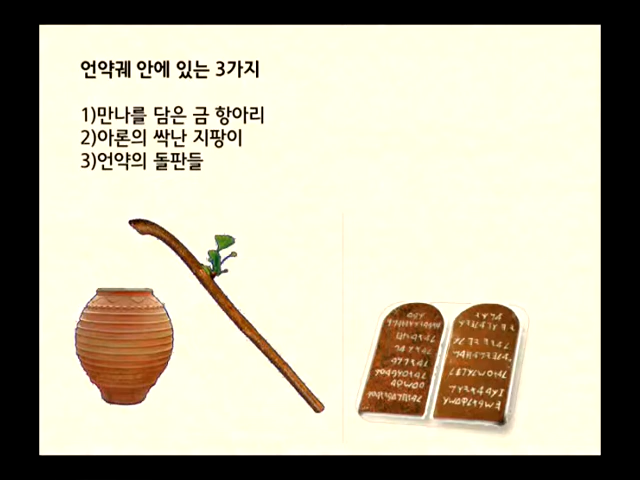 언약궤 안에 있는 3가지
1)만나를 담은 금 항아리
2)아론의 싹난 지팡이
3)언약의 돌판들